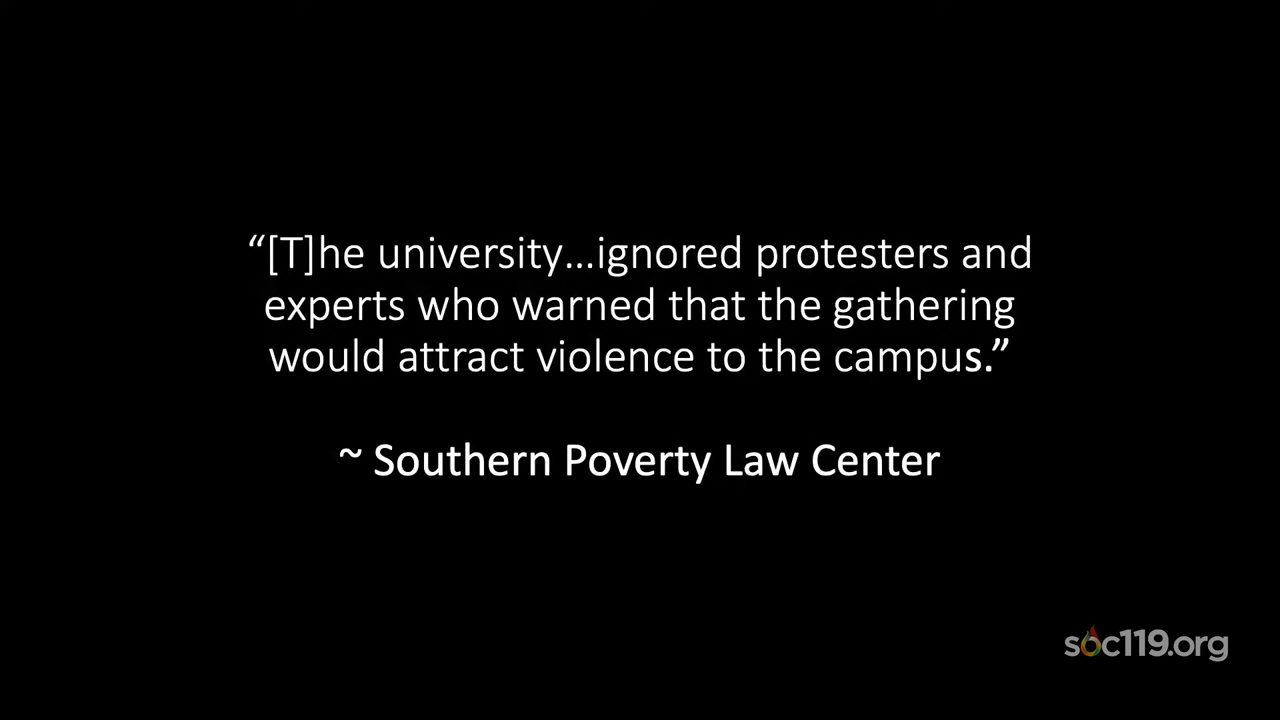 “[T]he university...ignored protesters and
experts who warned that the gathering
would attract violence to the campus.”
~ Southern Poverty Law Center
soc119.org